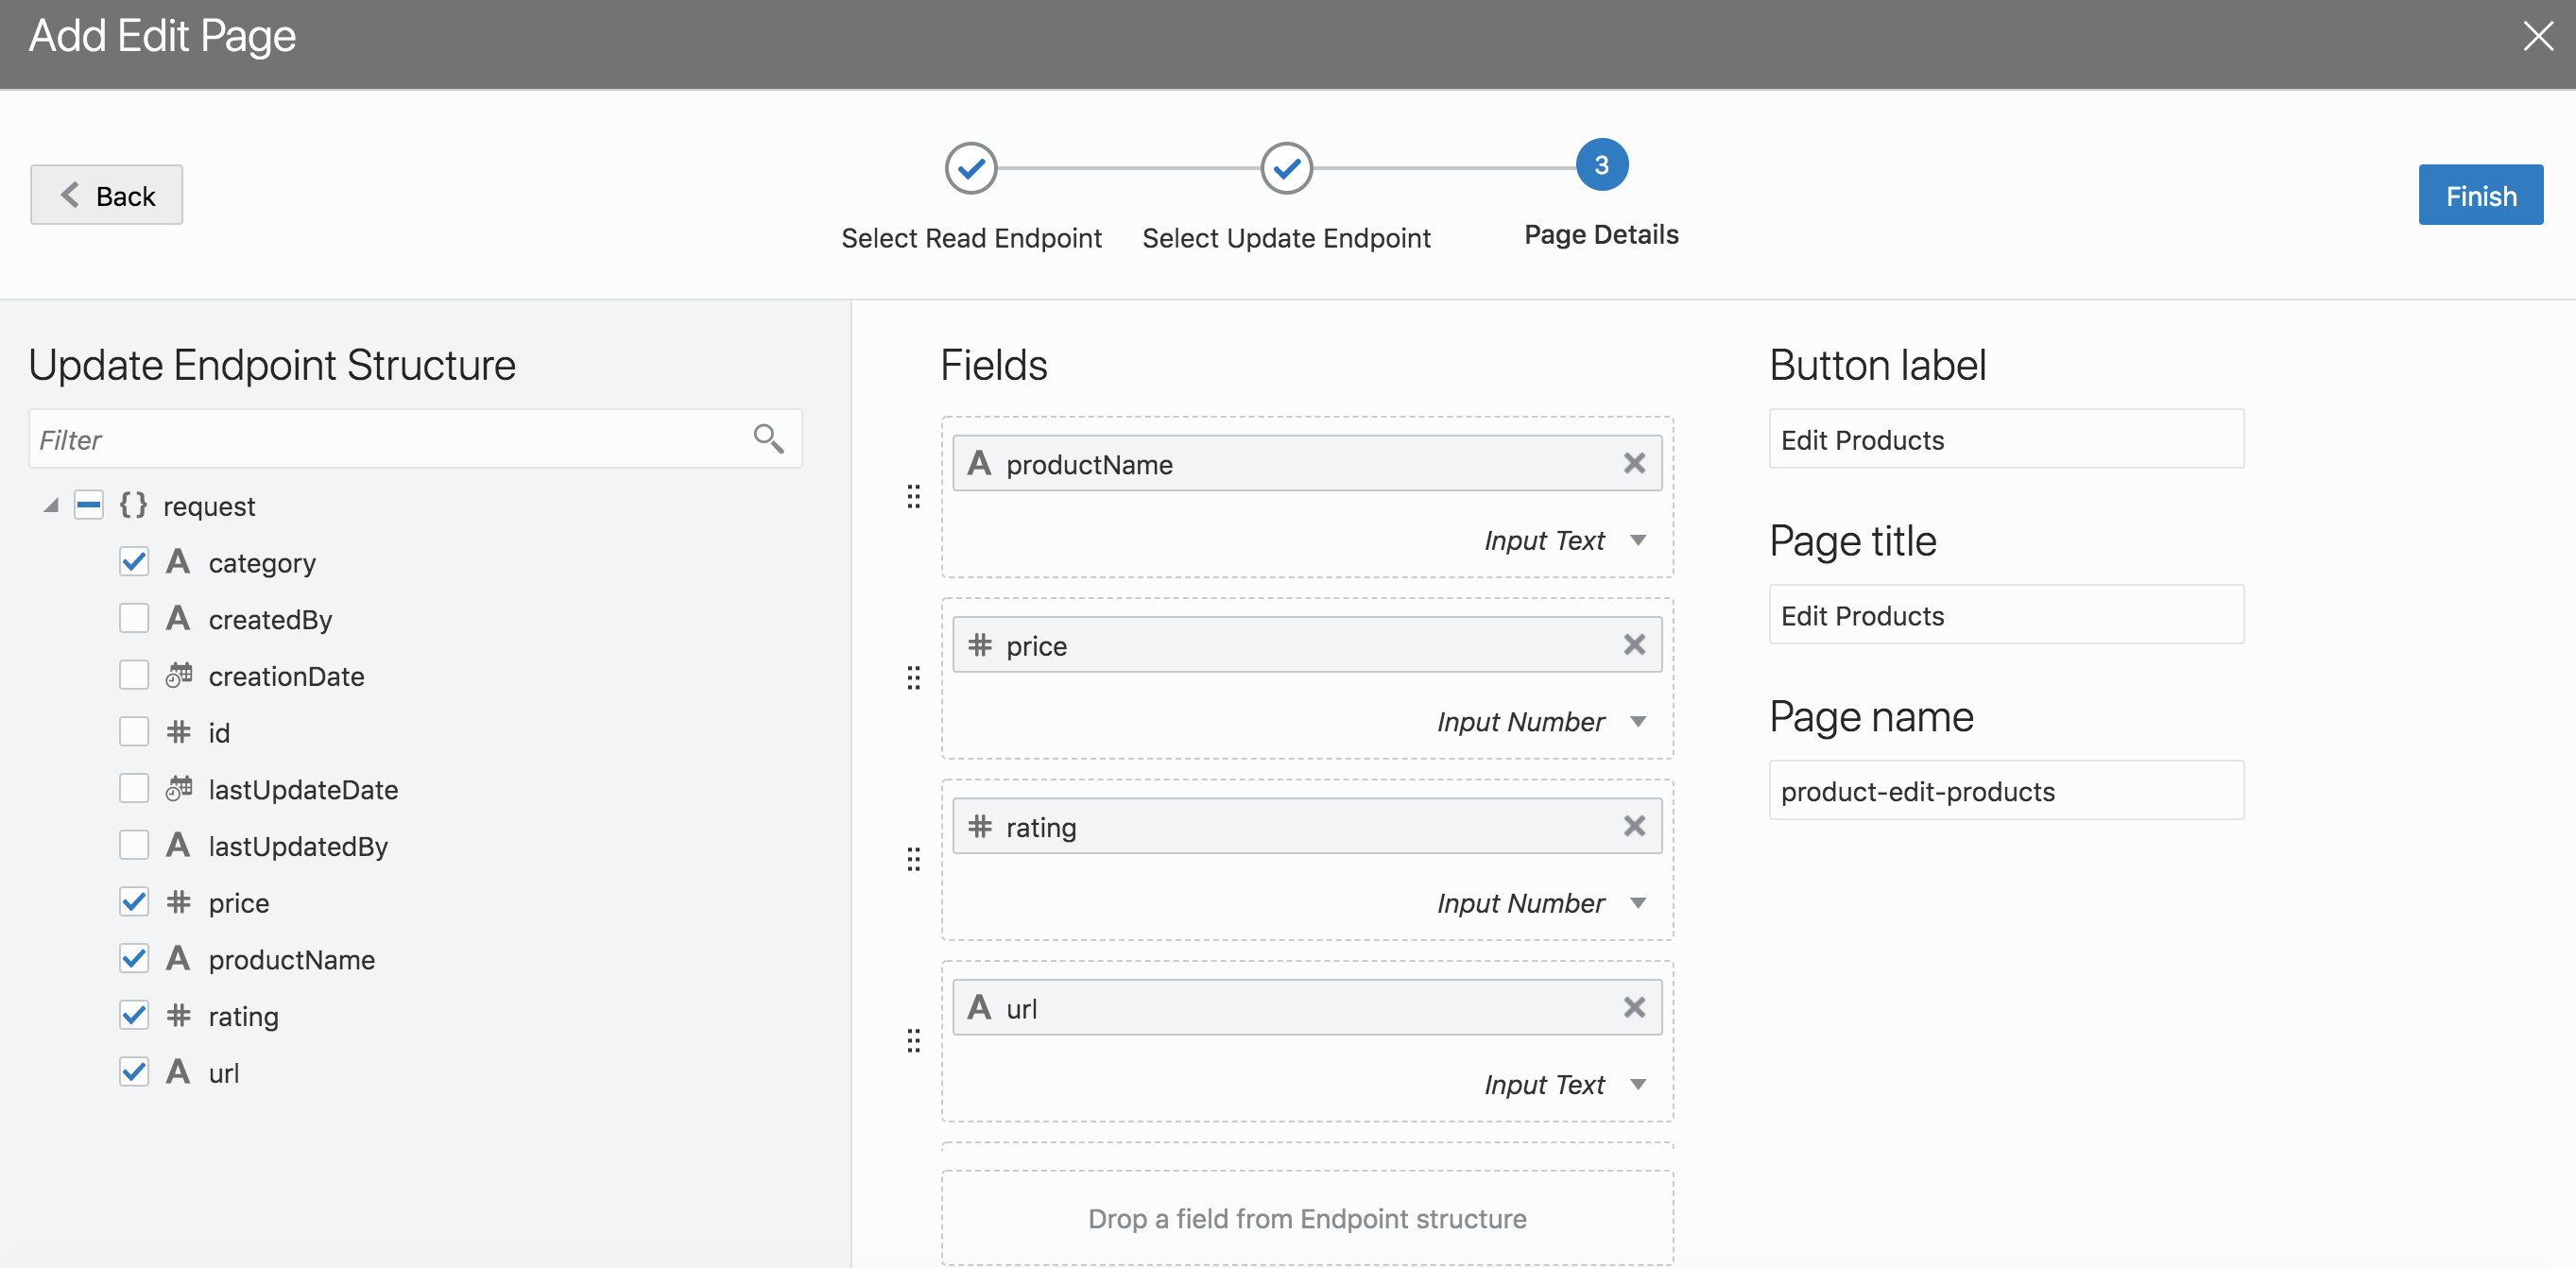 Add Edit Page
Back
3
Select Read Endpoint
Select Update Endpoint
Page Details
Finish
Update Endpoint Structure
Filter
{} request
A category
A createdBy
creationDate
# id
lastUpdateDate
A lastUpdatedBy
# price
A productName
# rating
A url
Fields
A productName
Input Text
# price
Input Number
# rating
Input Number
A url
Input Text
Drop a field from Endpoint structure
Button label
Edit Products
Page title
Edit Products
Page name
product-edit-products